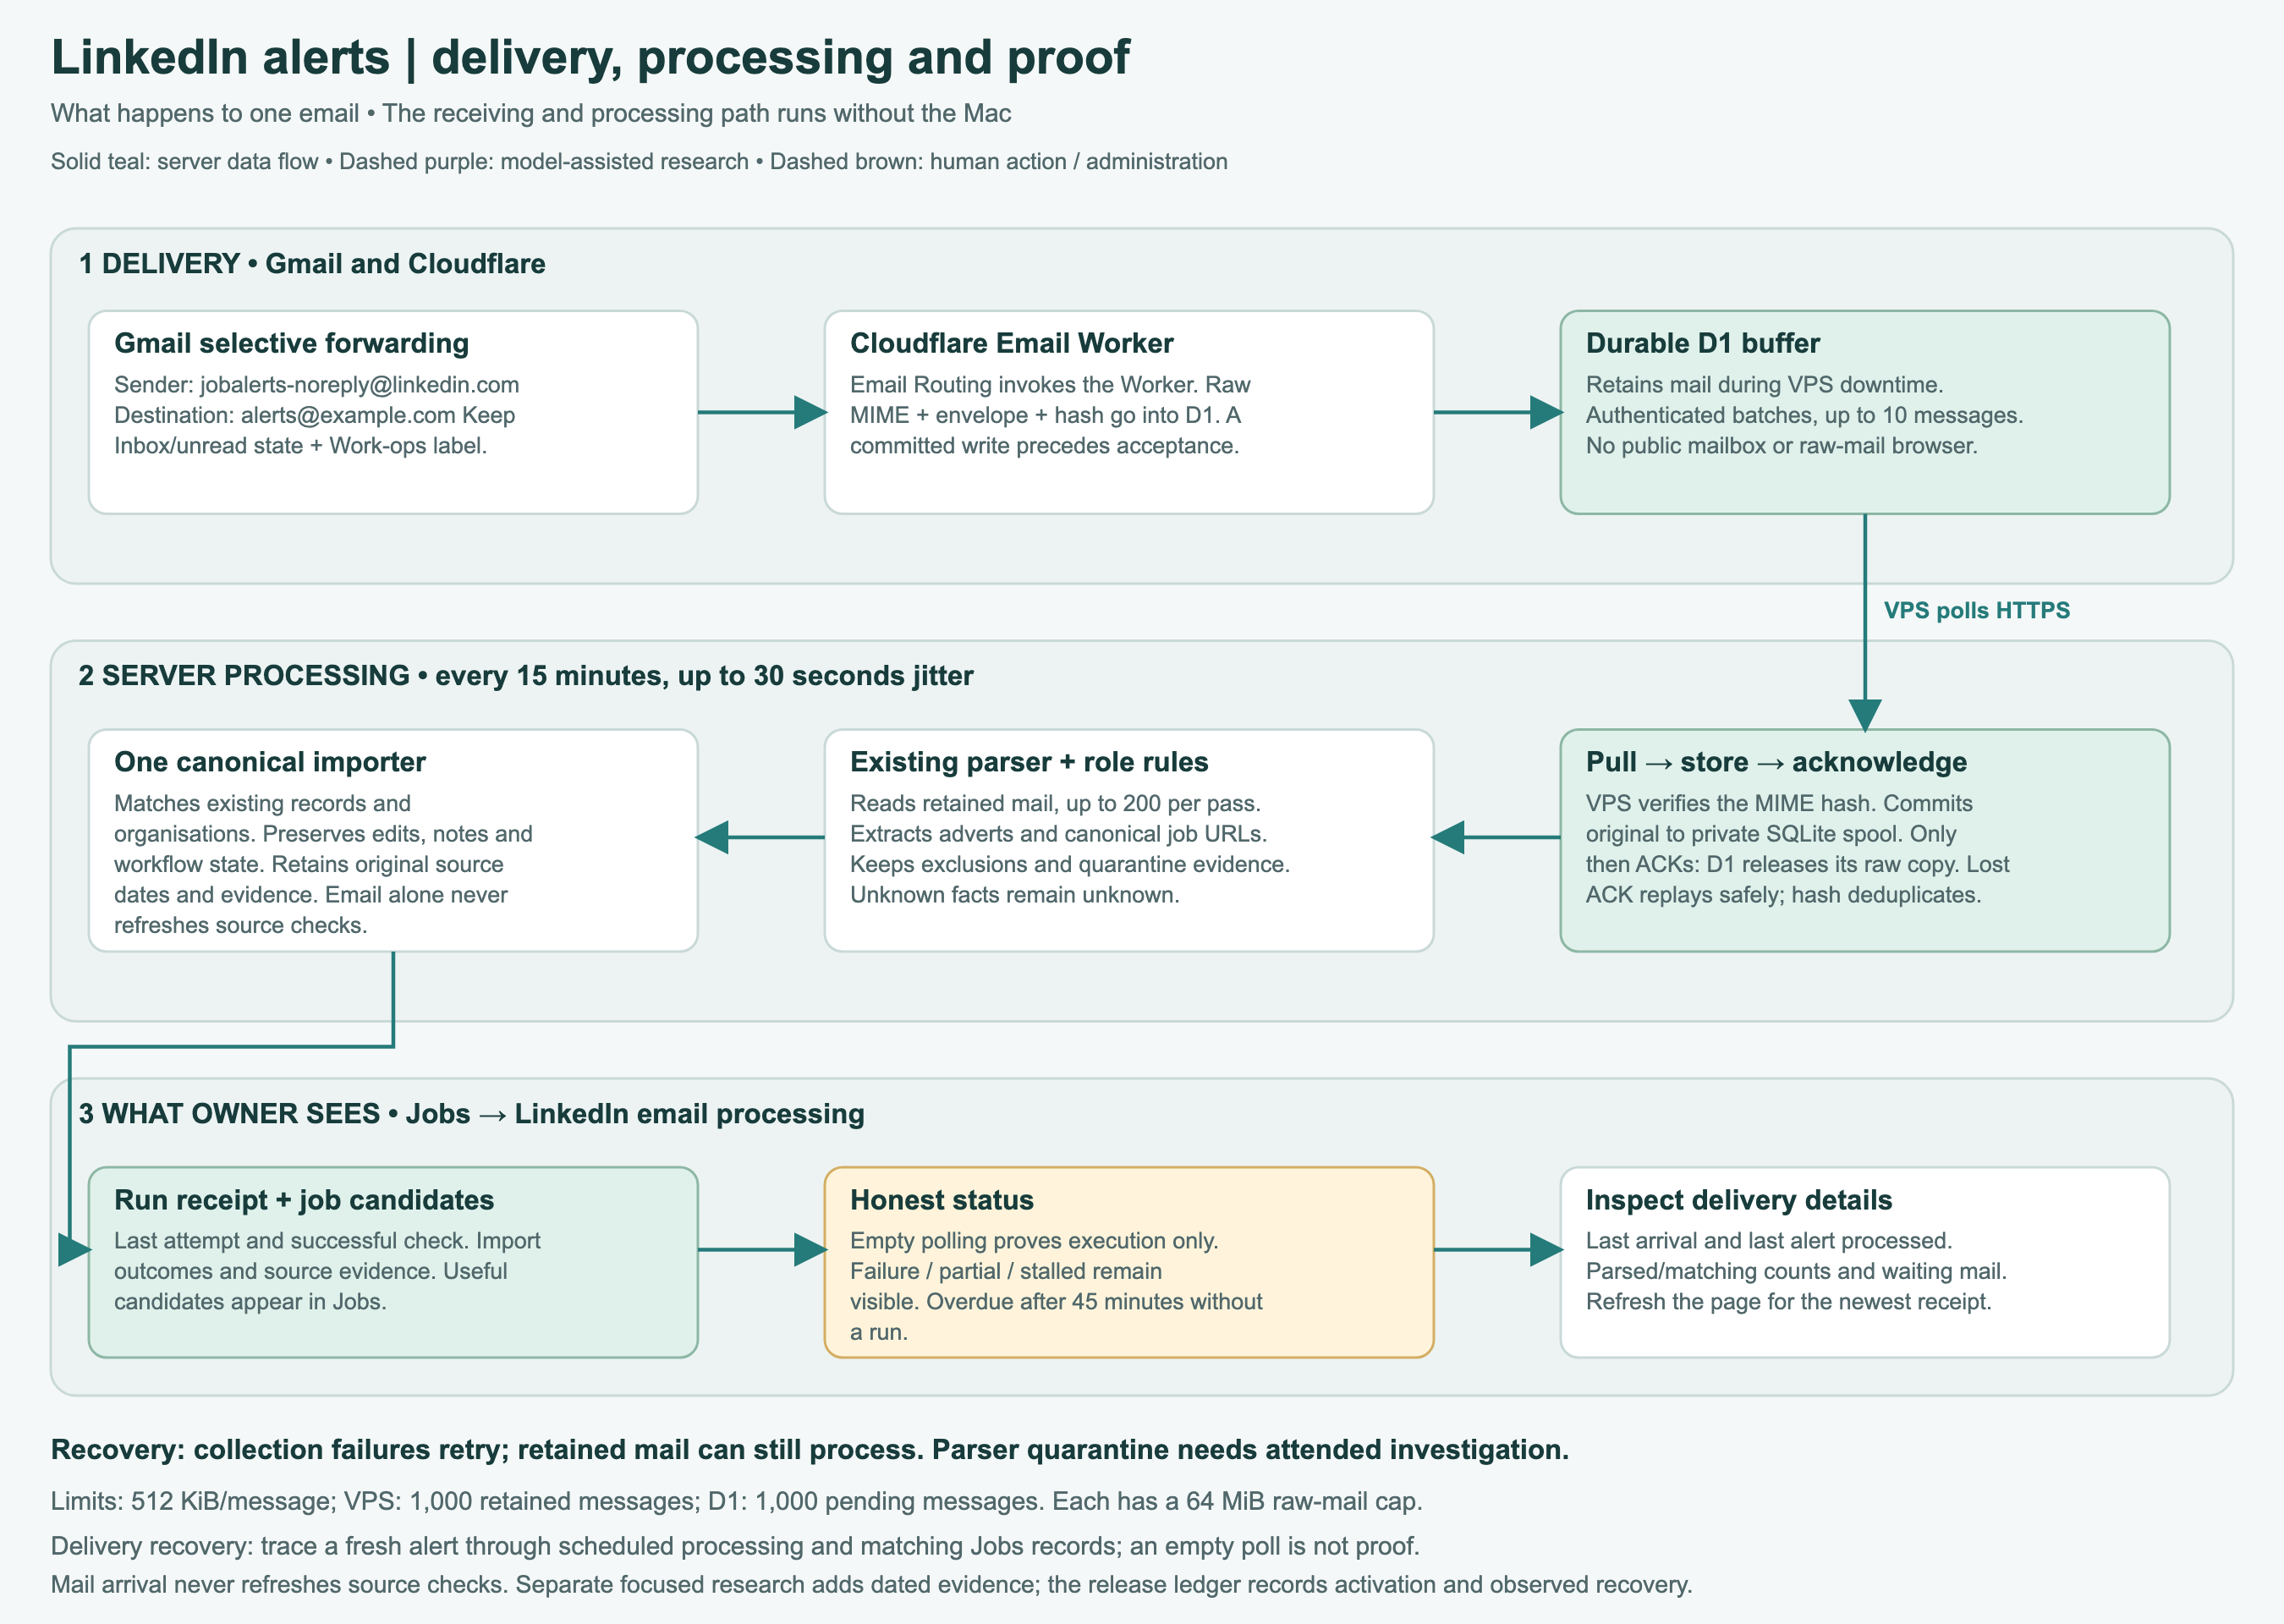 LinkedIn alerts | delivery, processing and proof
What happens to one email • The receiving and processing path runs without the Mac
Solid teal: server data flow • Dashed purple: model-assisted research • Dashed brown: human action / administration
1 DELIVERY • Gmail and Cloudflare
Gmail selective forwarding
Sender: jobalerts-noreply@linkedin.com
Destination: alerts@example.com Keep
Inbox/unread state + Work-ops label.
Cloudflare Email Worker
Email Routing invokes the Worker. Raw
MIME + envelope + hash go into D1. A
committed write precedes acceptance.
Durable D1 buffer
Retains mail during VPS downtime.
Authenticated batches, up to 10 messages.
No public mailbox or raw-mail browser.
VPS polls HTTPS
2 SERVER PROCESSING • every 15 minutes, up to 30 seconds jitter
One canonical importer
Matches existing records and
organisations. Preserves edits, notes and
workflow state. Retains original source
dates and evidence. Email alone never
refreshes source checks.
Existing parser + role rules
Reads retained mail, up to 200 per pass.
Extracts adverts and canonical job URLs.
Keeps exclusions and quarantine evidence.
Unknown facts remain unknown.
Pull → store → acknowledge
VPS verifies the MIME hash. Commits
original to private SQLite spool. Only
then ACKs: D1 releases its raw copy. Lost
ACK replays safely; hash deduplicates.
3 WHAT OWNER SEES • Jobs → LinkedIn email processing
Run receipt + job candidates
Last attempt and successful check. Import
outcomes and source evidence. Useful
candidates appear in Jobs.
Honest status
Empty polling proves execution only.
Failure / partial / stalled remain
visible. Overdue after 45 minutes without
a run.
Inspect delivery details
Last arrival and last alert processed.
Parsed/matching counts and waiting mail.
Refresh the page for the newest receipt.
Recovery: collection failures retry; retained mail can still process. Parser quarantine needs attended investigation.
Limits: 512 KiB/message; VPS: 1,000 retained messages; D1: 1,000 pending messages. Each has a 64 MiB raw-mail cap.
Delivery recovery: trace a fresh alert through scheduled processing and matching Jobs records; an empty poll is not proof.
Mail arrival never refreshes source checks. Separate focused research adds dated evidence; the release ledger records activation and observed recovery.